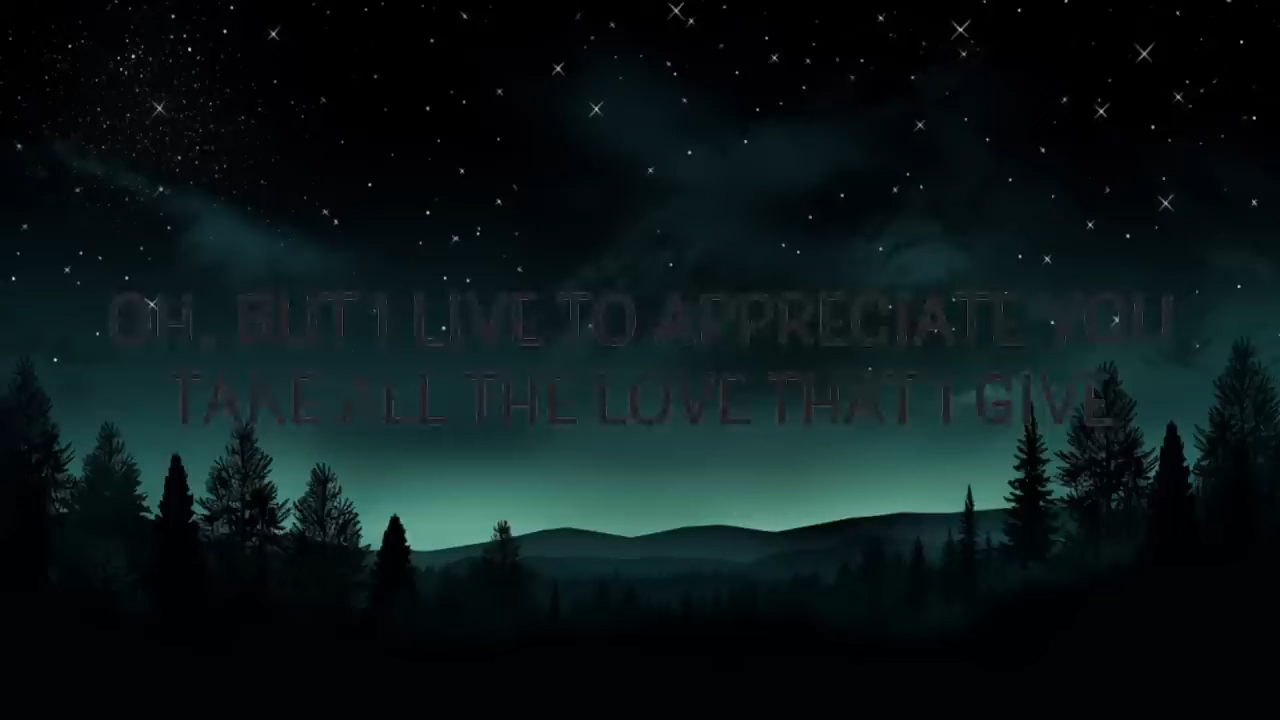 OH, BUT I LIVE TO APPRECIATE YOU
TAKE ALL THE LOVE THAT I GIVE